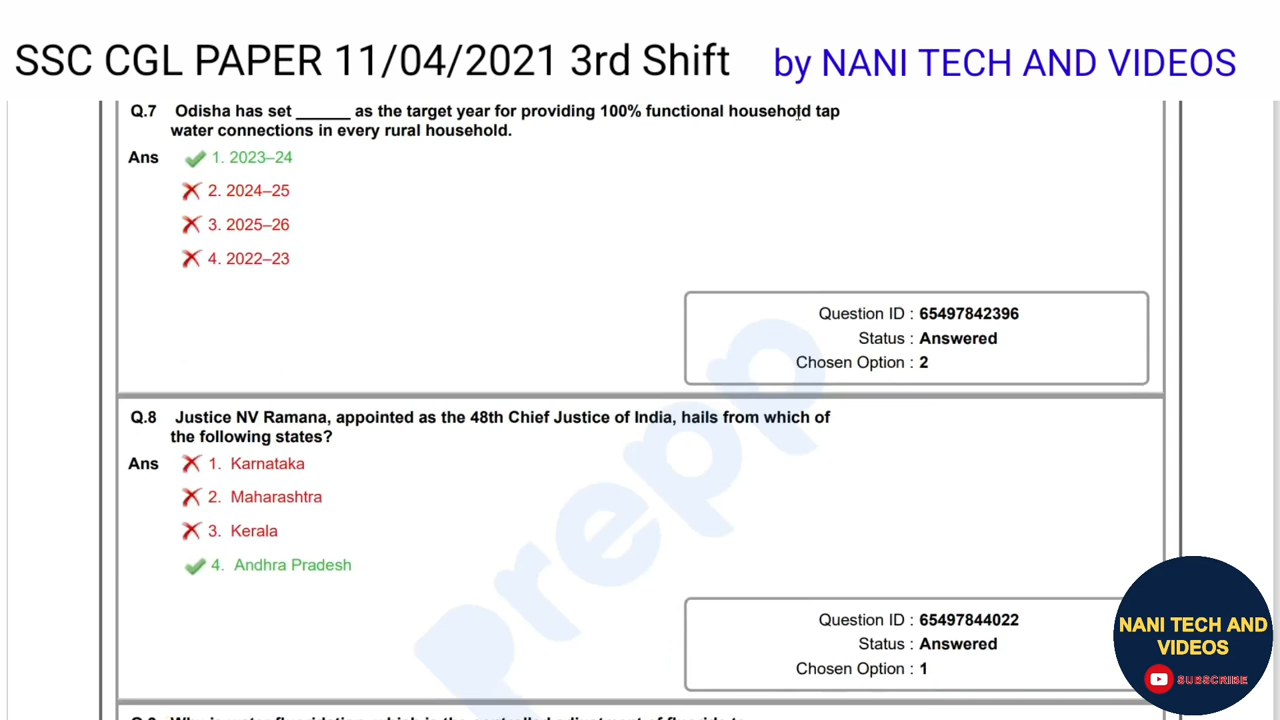 SSC CGL PAPER 11/04/2021 3rd Shift by NANI TECH AND VIDEOS
Q.7 Odisha has set ______ as the target year for providing 100% functional household tap
water connections in every rural household.
Ans 1. 2023–24
2. 2024–25
3. 2025–26
4. 2022–23
Question ID : 65497842396
Status : Answered
Chosen Option : 2
Q.8 Justice NV Ramana, appointed as the 48th Chief Justice of India, hails from which of
the following states?
Ans 1. Karnataka
2. Maharashtra
3. Kerala
4. Andhra Pradesh
Question ID : 65497844022
Status : Answered
Chosen Option : 1
prepp
NANI TECH AND
VIDEOS
SUBSCRIBE